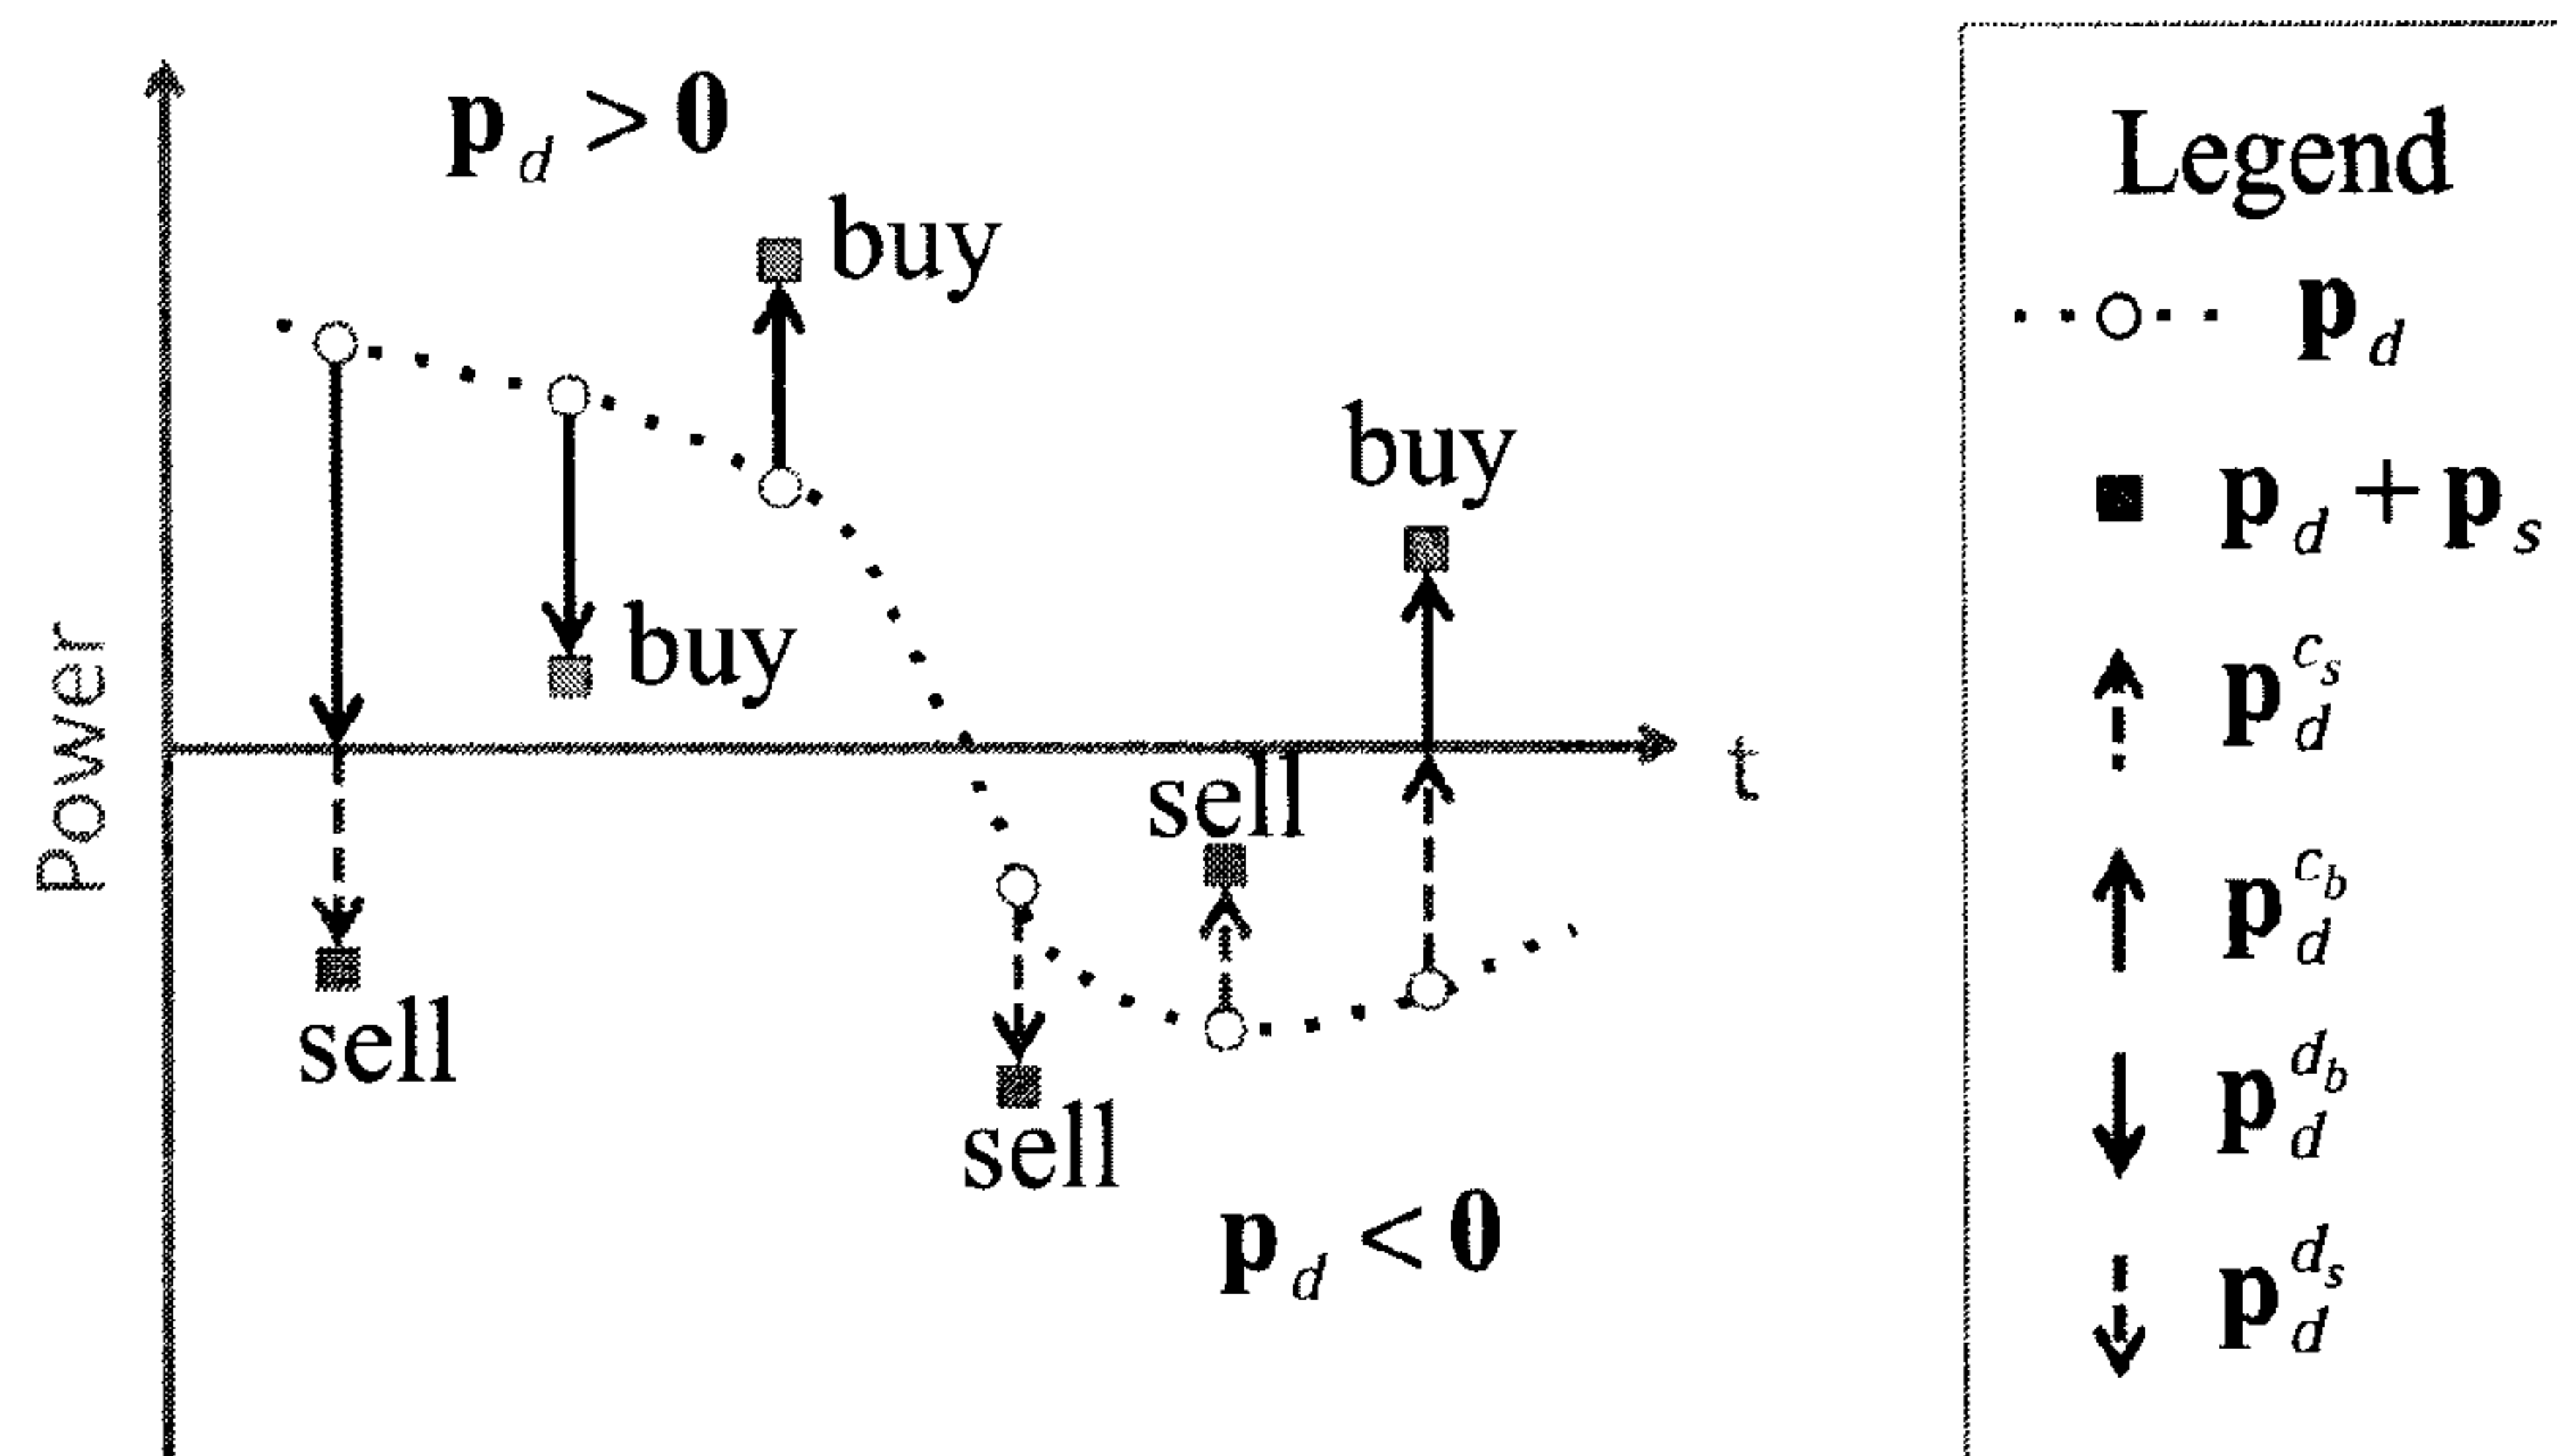 p_d > 0
buy
buy
buy
Power
t
sell
sell
sell
p_d < 0
Legend
p_d
p_d + p_s
p_d^{c_s}
p_d^{c_b}
p_d^{d_b}
p_d^{d_s}